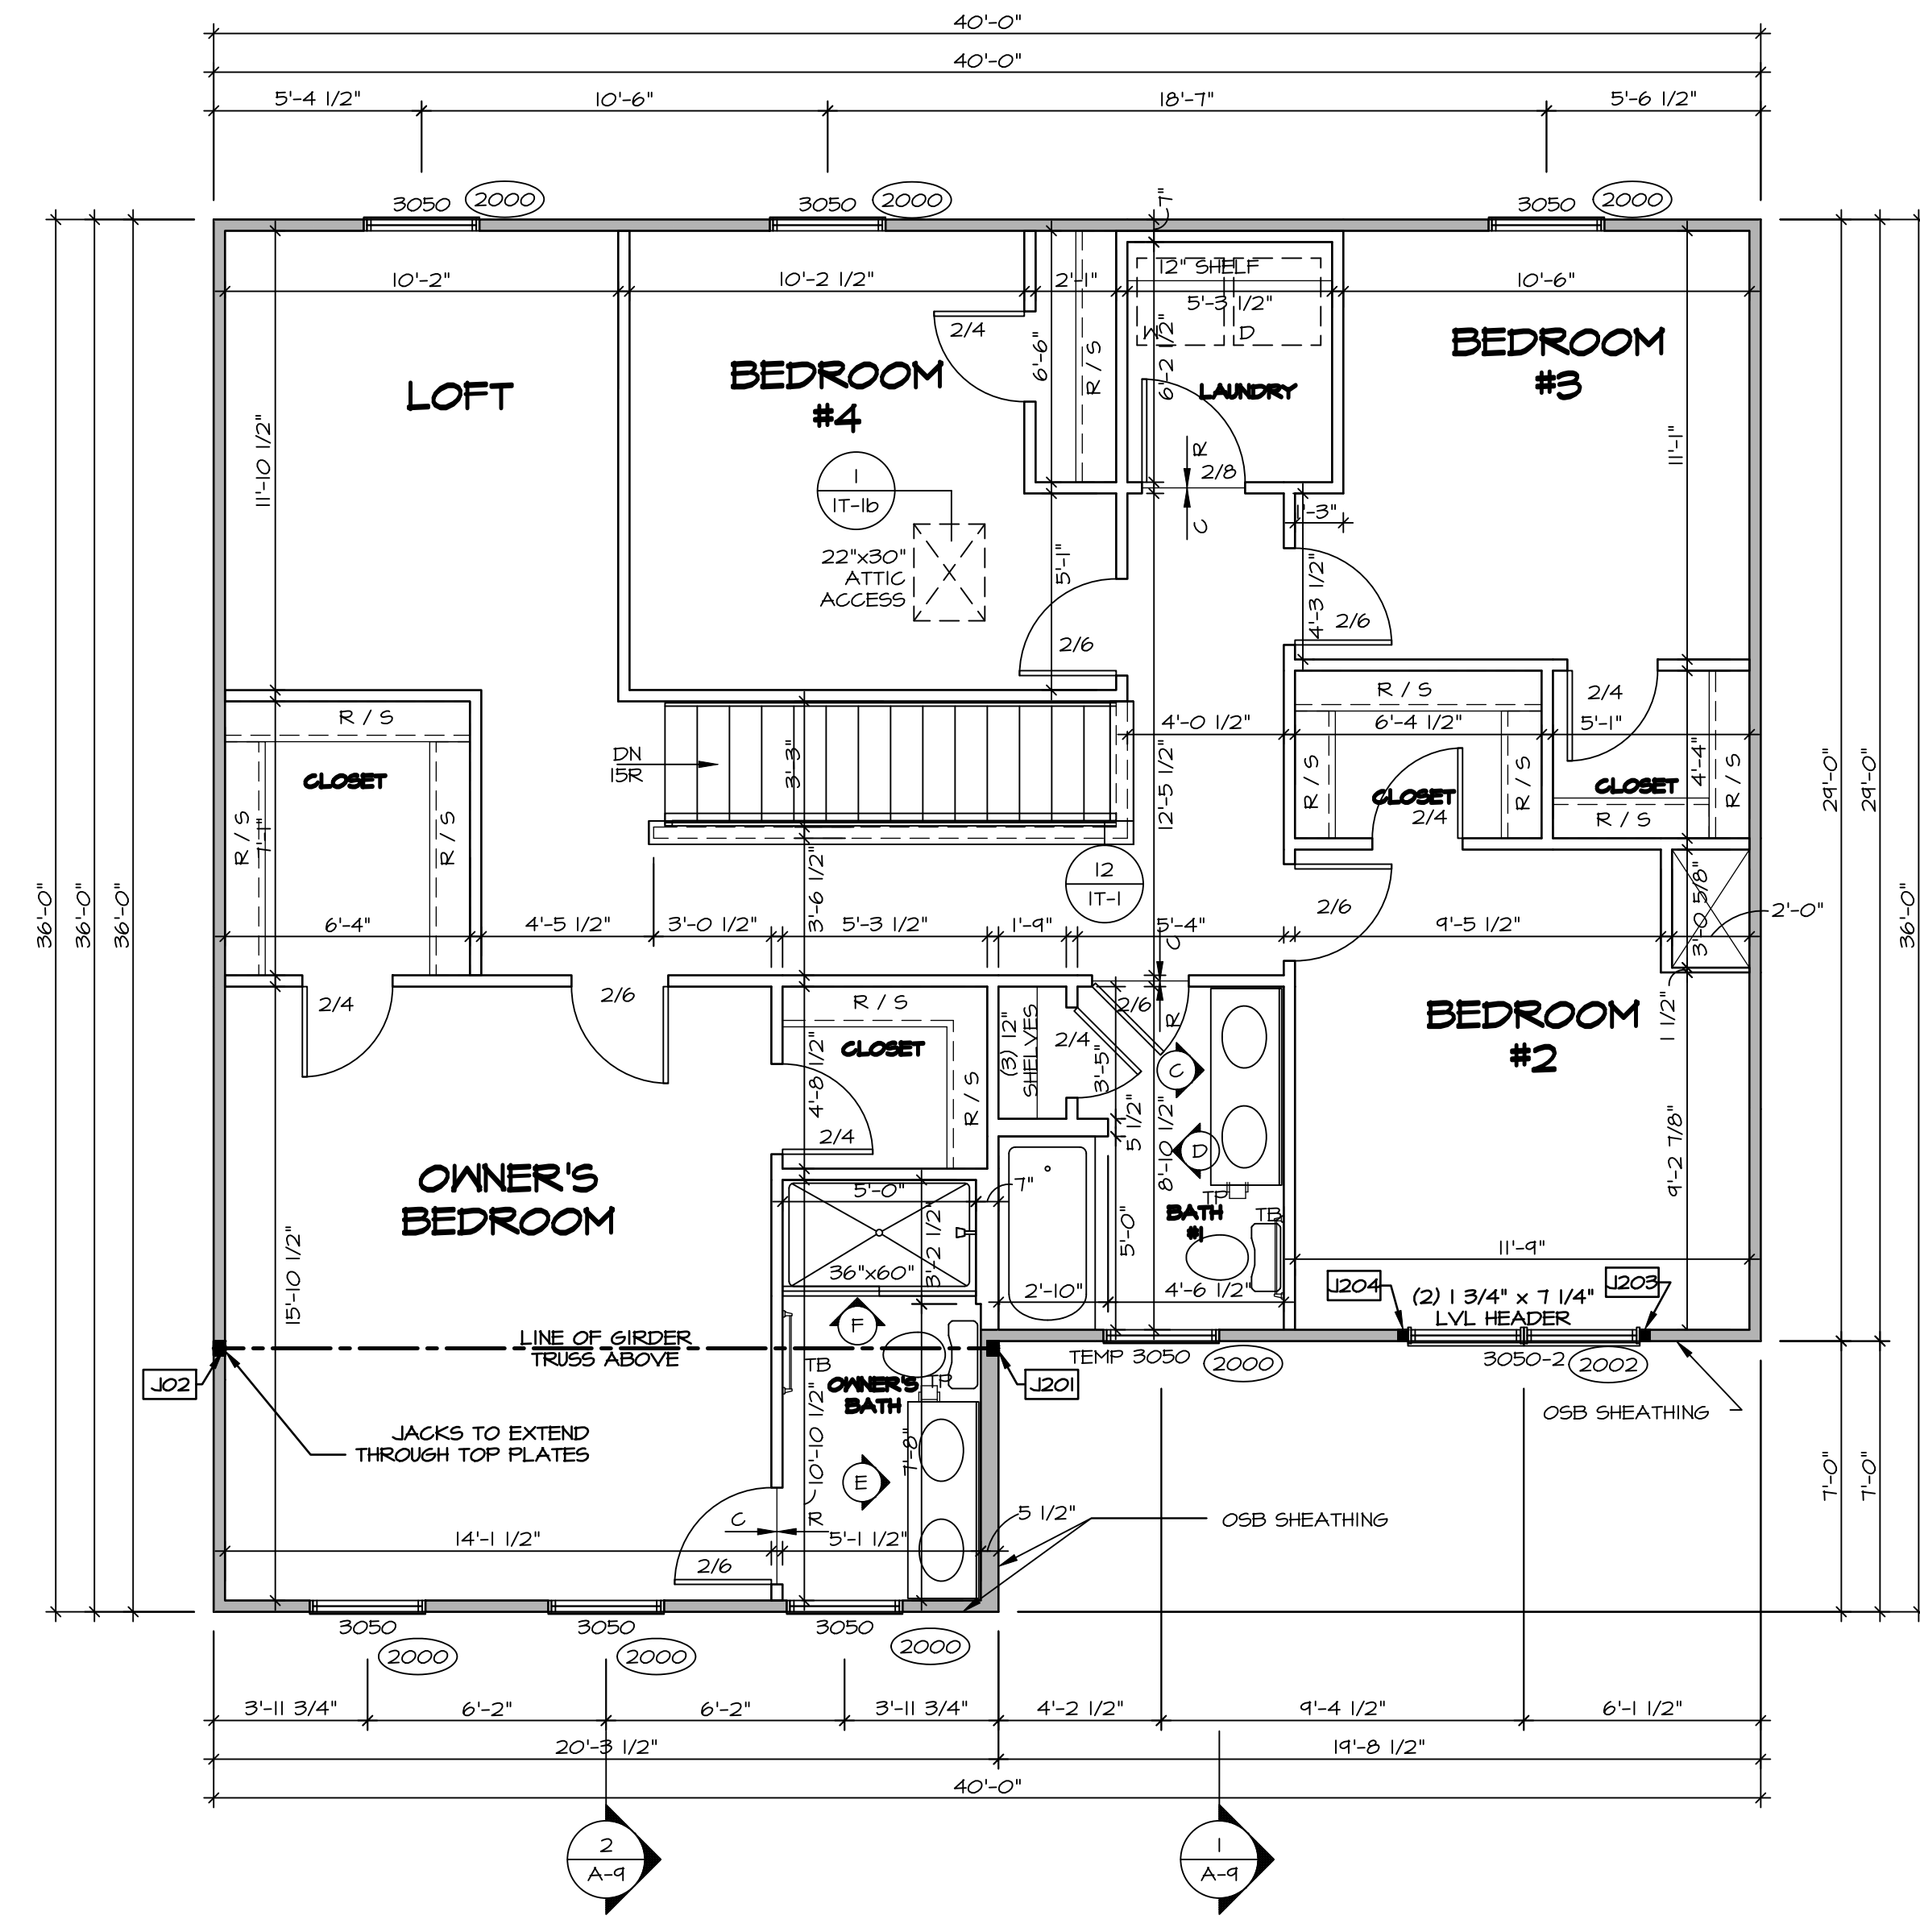 40'-0"
40'-0"
5'-4 1/2" 10'-6" 18'-7" 5'-6 1/2"
3050 2000 3050 2000 7" 3050 2000
12" SHELF
10'-2" 10'-2 1/2" 2'-1" 10'-6"
5'-3 1/2"
2/4 W D
BEDROOM
#3
6'-6" 6'-2 1/2"
R / S
BEDROOM
#4
LOFT
LAUNDRY
11'-10 1/2" 11'-1"
R
2/8
1
IT-1b
C
1'-3"
22"x30"
ATTIC
ACCESS
X
5'-1"
4'-3 1/2"
2/6
2/6
R / S
2/4
R / S
4'-0 1/2" 6'-4 1/2" 5'-1"
DN
15R
3'-3"
12'-5 1/2"
4'-4"
CLOSET
R / S
R / S
R / S
CLOSET
CLOSET
2/4
R / S
R / S
7'-1"
R / S
29'-0"
29'-0"
12
IT-1
3'-6 1/2"
2/6
3'-0 5/8"
2'-0"
36'-0"
36'-0"
36'-0"
36'-0"
6'-4" 4'-5 1/2" 3'-0 1/2" 5'-3 1/2" 1'-9" 5'-4" 9'-5 1/2"
C
2/4
2/6
R / S
2/6
R
BEDROOM
#2
1 1/2"
CLOSET
(3) 12"
SHELVES
2/4
3'-5"
C
4'-8 1/2"
R / S
2/4
5 1/2"
8'-10 1/2"
D
9'-2 7/8"
OWNER'S
BEDROOM
5'-0"
7"
TP
BATH
#1
TB
5'-0"
3'-2 1/2"
15'-10 1/2"
11'-9"
36"x60"
2'-10" 4'-6 1/2"
J204
J203
(2) 1 3/4" x 7 1/4"
LVL HEADER
F
LINE OF GIRDER
TRUSS ABOVE
TB
TEMP 3050 2000
3050-2 2002
J02
J201
OWNER'S
BATH
TP
OSB SHEATHING
JACKS TO EXTEND
THROUGH TOP PLATES
10'-10 1/2"
7'-8"
E
7'-0"
7'-0"
C R
5 1/2"
OSB SHEATHING
14'-1 1/2" 5'-1 1/2"
2/6
3050 3050 3050
2000 2000 2000
3'-11 3/4" 6'-2" 6'-2" 3'-11 3/4" 4'-2 1/2" 9'-4 1/2" 6'-1 1/2"
20'-3 1/2" 19'-8 1/2"
40'-0"
2
A-9
1
A-9